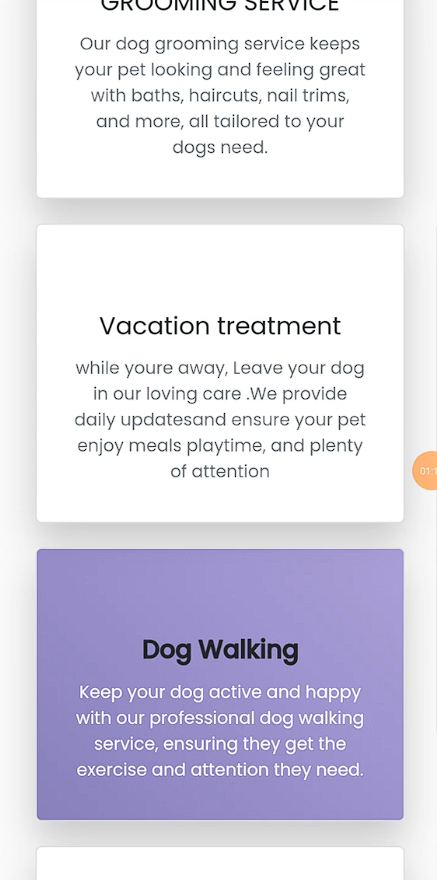 GROOMING SERVICE
Our dog grooming service keeps
your pet looking and feeling great
with baths, haircuts, nail trims,
and more, all tailored to your
dogs need.
Vacation treatment
while youre away, Leave your dog
in our loving care .We provide
daily updatesand ensure your pet
enjoy meals playtime, and plenty
of attention
Dog Walking
Keep your dog active and happy
with our professional dog walking
service, ensuring they get the
exercise and attention they need.